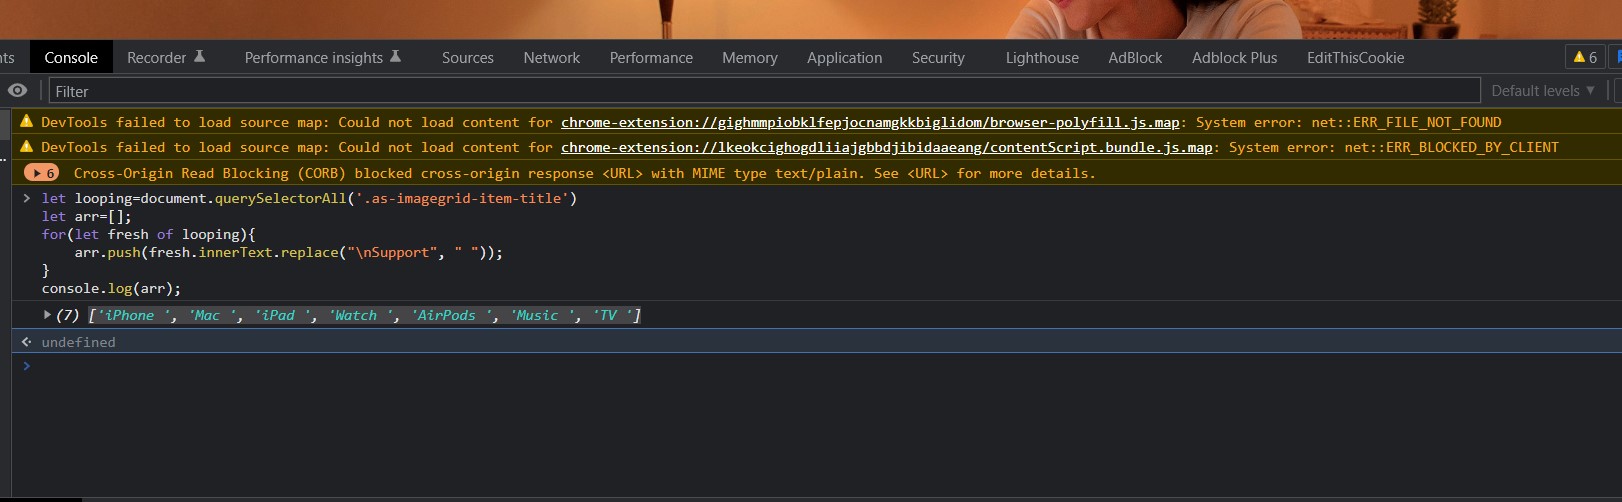 nts Console Recorder Performance insights Sources Network Performance Memory Application Security Lighthouse AdBlock Adblock Plus EditThisCookie 6
Filter Default levels ▼
DevTools failed to load source map: Could not load content for chrome-extension://gighmmpiobklfepjocnamgkkbiglidom/browser-polyfill.js.map: System error: net::ERR_FILE_NOT_FOUND
DevTools failed to load source map: Could not load content for chrome-extension://lkeokcighogdliiajgbbdjibidaaeang/contentScript.bundle.js.map: System error: net::ERR_BLOCKED_BY_CLIENT
6 Cross-Origin Read Blocking (CORB) blocked cross-origin response <URL> with MIME type text/plain. See <URL> for more details.
> let looping=document.querySelectorAll('.as-imagegrid-item-title')
let arr=[];
for(let fresh of looping){
    arr.push(fresh.innerText.replace("\nSupport", " "));
}
console.log(arr);
(7) ['iPhone ', 'Mac ', 'iPad ', 'Watch ', 'AirPods ', 'Music ', 'TV ']
undefined
>